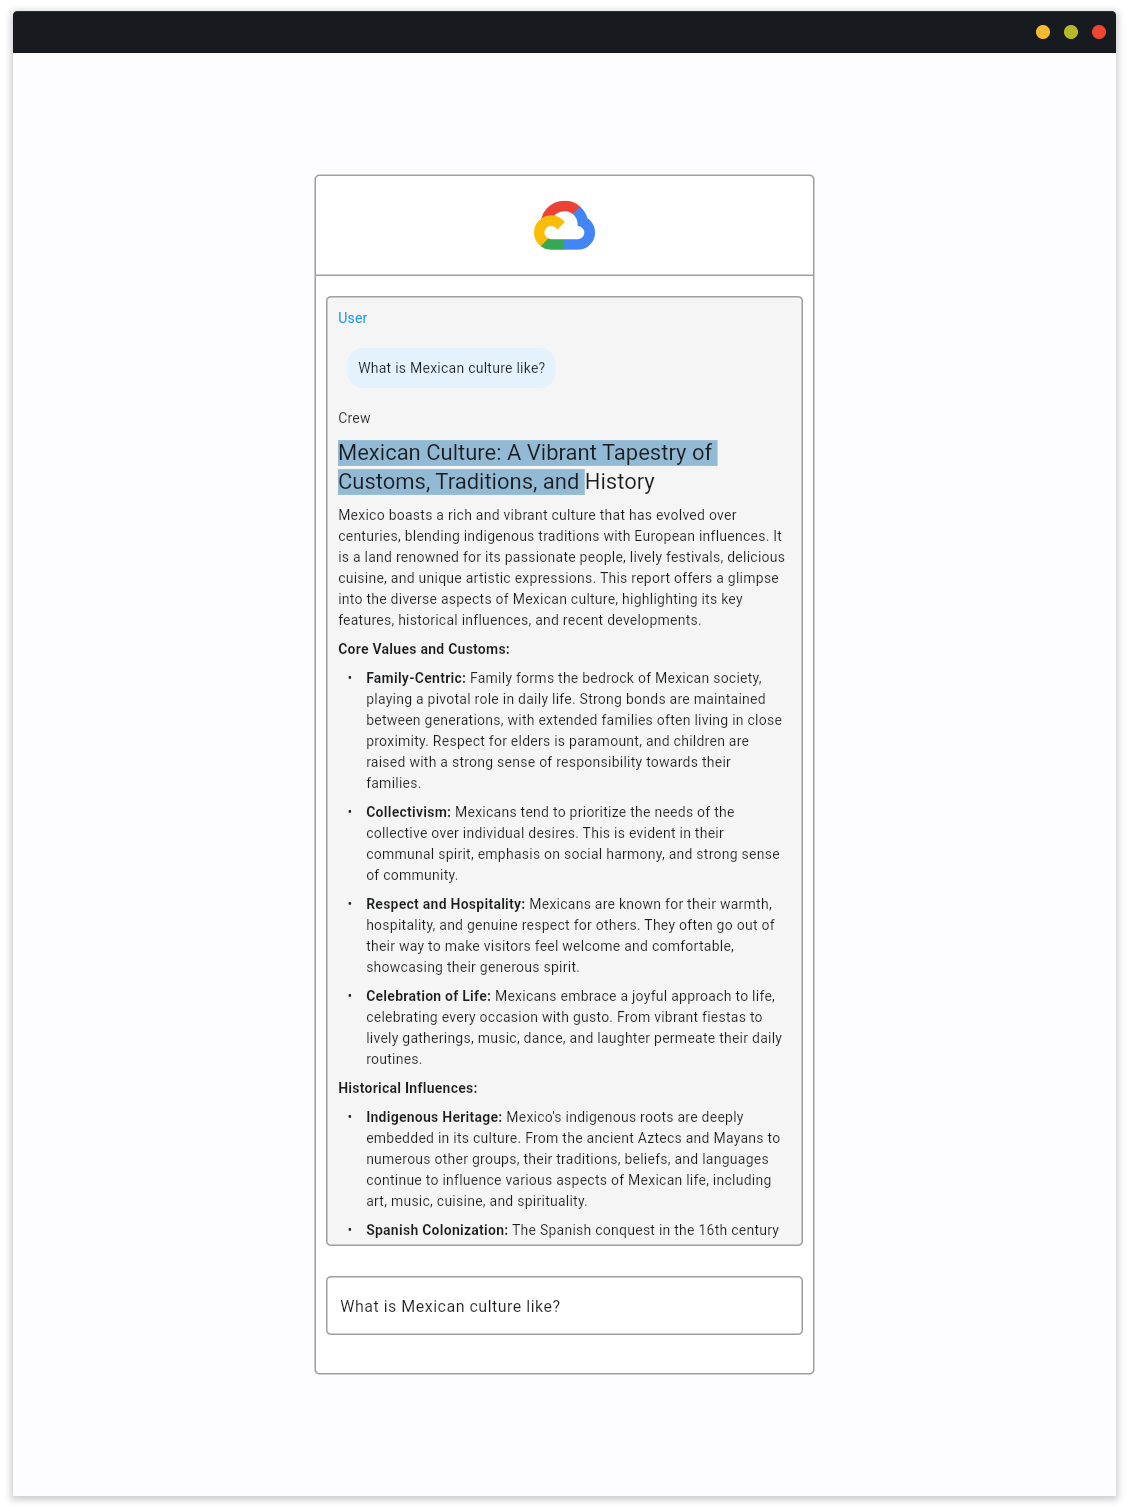 User
What is Mexican culture like?
Crew
Mexican Culture: A Vibrant Tapestry of
Customs, Traditions, and History
Mexico boasts a rich and vibrant culture that has evolved over
centuries, blending indigenous traditions with European influences. It
is a land renowned for its passionate people, lively festivals, delicious
cuisine, and unique artistic expressions. This report offers a glimpse
into the diverse aspects of Mexican culture, highlighting its key
features, historical influences, and recent developments.
Core Values and Customs:
• Family-Centric: Family forms the bedrock of Mexican society,
playing a pivotal role in daily life. Strong bonds are maintained
between generations, with extended families often living in close
proximity. Respect for elders is paramount, and children are
raised with a strong sense of responsibility towards their
families.
• Collectivism: Mexicans tend to prioritize the needs of the
collective over individual desires. This is evident in their
communal spirit, emphasis on social harmony, and strong sense
of community.
• Respect and Hospitality: Mexicans are known for their warmth,
hospitality, and genuine respect for others. They often go out of
their way to make visitors feel welcome and comfortable,
showcasing their generous spirit.
• Celebration of Life: Mexicans embrace a joyful approach to life,
celebrating every occasion with gusto. From vibrant fiestas to
lively gatherings, music, dance, and laughter permeate their daily
routines.
Historical Influences:
• Indigenous Heritage: Mexico's indigenous roots are deeply
embedded in its culture. From the ancient Aztecs and Mayans to
numerous other groups, their traditions, beliefs, and languages
continue to influence various aspects of Mexican life, including
art, music, cuisine, and spirituality.
• Spanish Colonization: The Spanish conquest in the 16th century
What is Mexican culture like?